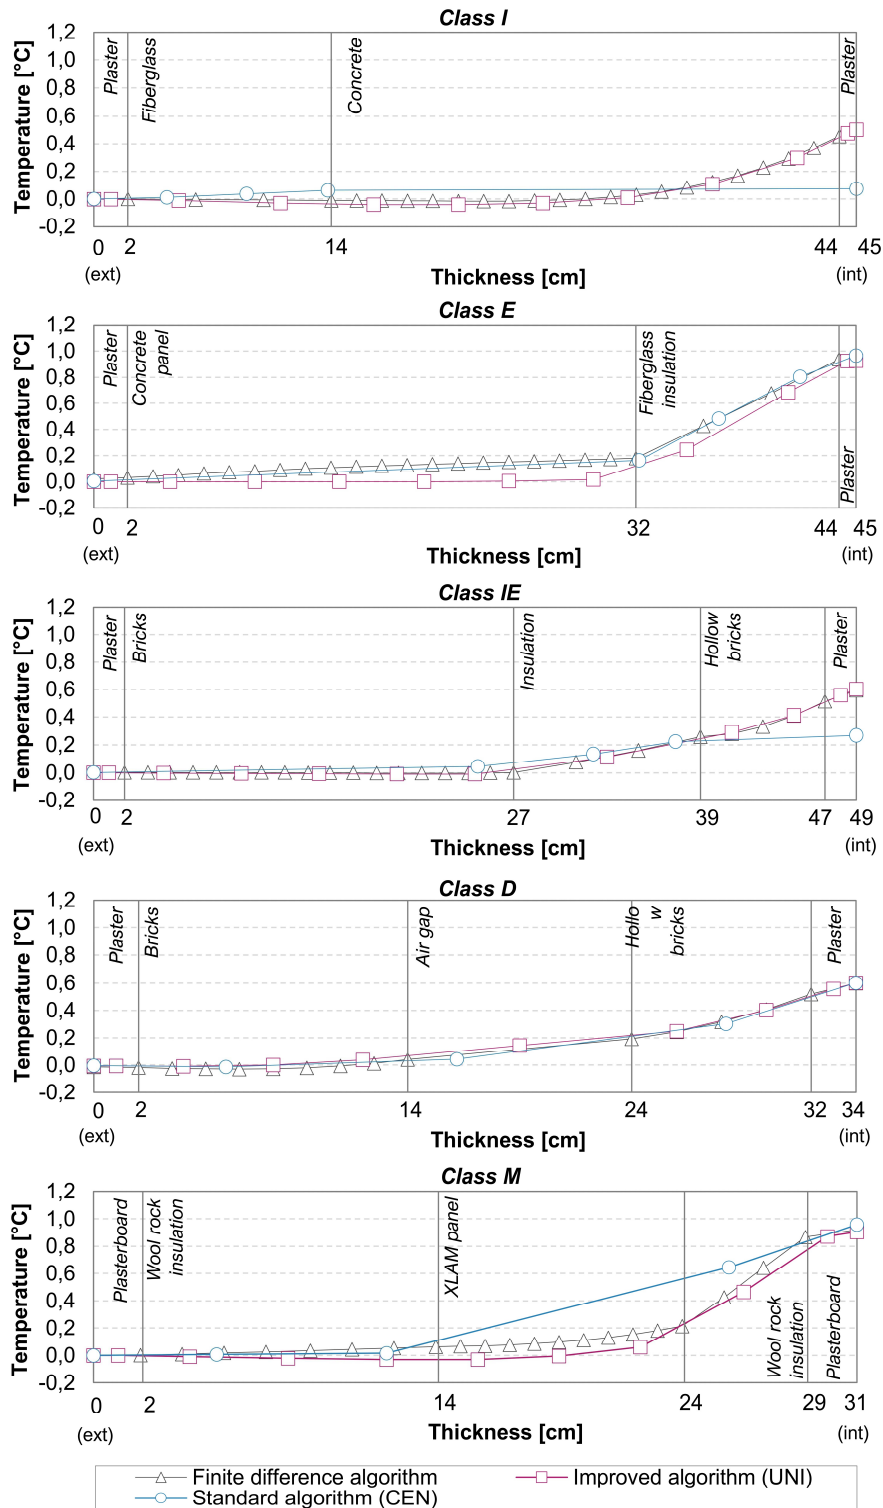 Class I
Temperature [°C]
1,2
1,0
0,8
0,6
0,4
0,2
0,0
-0,2
Plaster
Fiberglass
Concrete
Plaster
0 2 14 44 45
(ext) (int)
Thickness [cm]
Class E
Temperature [°C]
1,2
1,0
0,8
0,6
0,4
0,2
0,0
-0,2
Plaster
Concrete
panel
Fiberglass
insulation
Plaster
0 2 32 44 45
(ext) (int)
Thickness [cm]
Class IE
Temperature [°C]
1,2
1,0
0,8
0,6
0,4
0,2
0,0
-0,2
Plaster
Bricks
Insulation
Hollow
bricks
Plaster
0 2 27 39 47 49
(ext) (int)
Thickness [cm]
Class D
Temperature [°C]
1,2
1,0
0,8
0,6
0,4
0,2
0,0
-0,2
Plaster
Bricks
Air gap
Hollo
w
bricks
Plaster
0 2 14 24 32 34
(ext) (int)
Thickness [cm]
Class M
Temperature [°C]
1,2
1,0
0,8
0,6
0,4
0,2
0,0
-0,2
Plasterboard
Wool rock
insulation
XLAM panel
Wool rock
insulation
Plasterboard
0 2 14 24 29 31
(ext) (int)
Thickness [cm]
Finite difference algorithm Improved algorithm (UNI)
Standard algorithm (CEN)